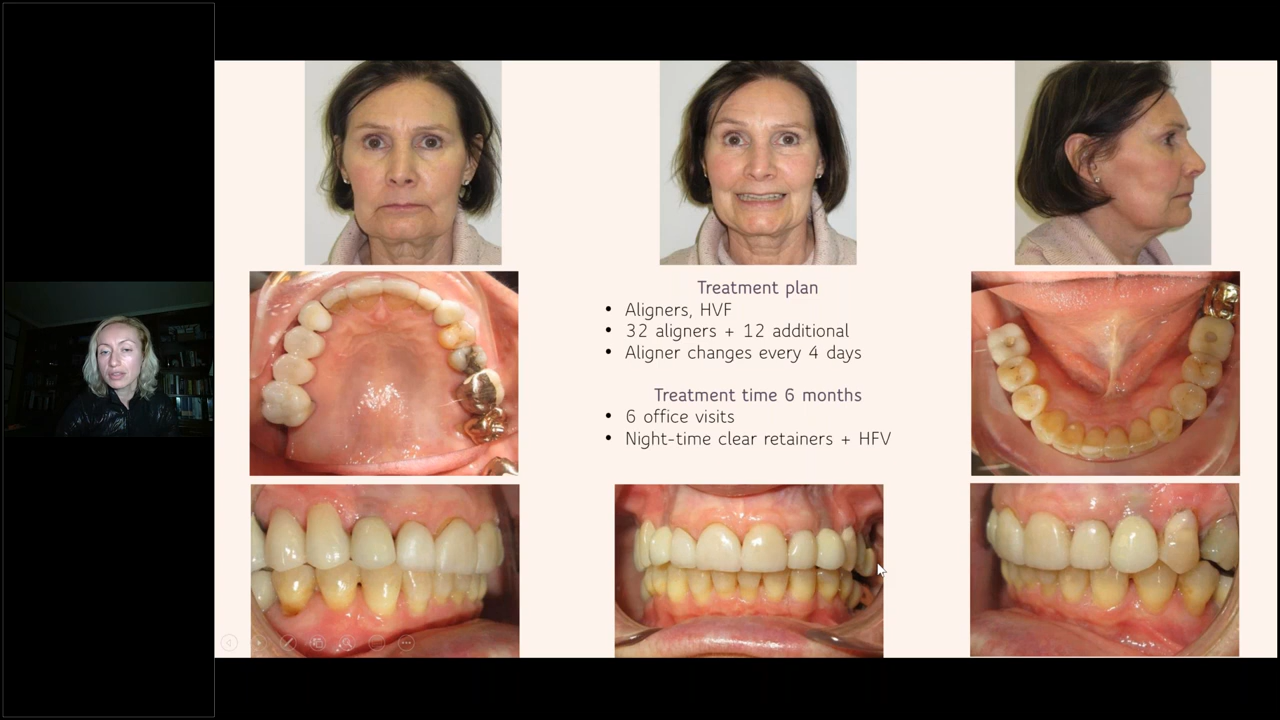 Treatment plan
• Aligners, HVF
• 32 aligners + 12 additional
• Aligner changes every 4 days
Treatment time 6 months
• 6 office visits
• Night-time clear retainers + HFV